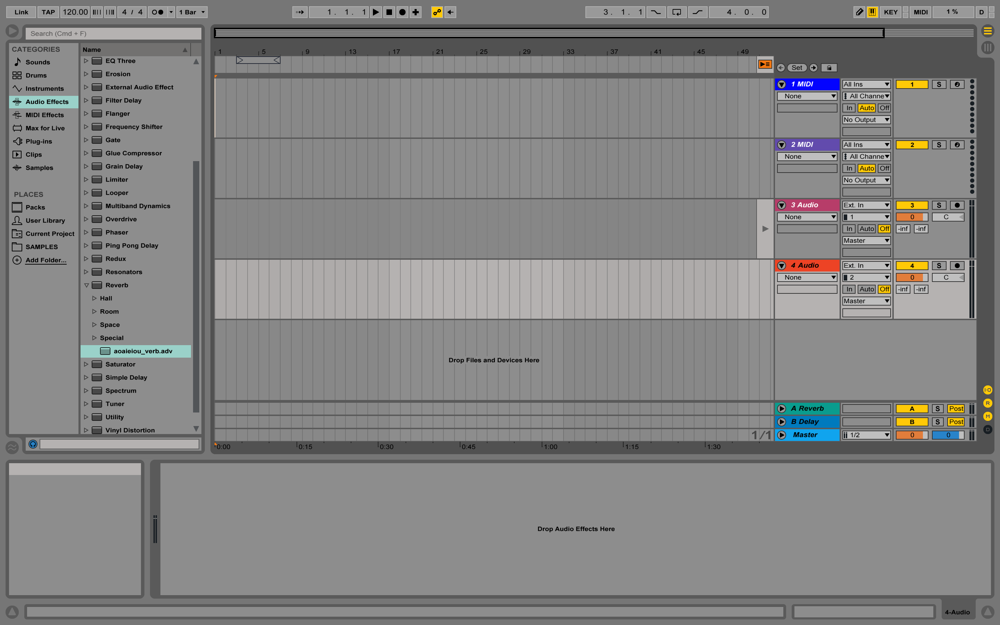 Link TAP 120.00 4 / 4 1 Bar 1. 1. 1 3. 1. 1 4. 0. 0 KEY MIDI 1 % D
Search (Cmd + F)
CATEGORIES
Sounds
Drums
Instruments
Audio Effects
MIDI Effects
Max for Live
Plug-ins
Clips
Samples
PLACES
Packs
User Library
Current Project
SAMPLES
Add Folder...
Name
EQ Three
Erosion
External Audio Effect
Filter Delay
Flanger
Frequency Shifter
Gate
Glue Compressor
Grain Delay
Limiter
Looper
Multiband Dynamics
Overdrive
Phaser
Ping Pong Delay
Redux
Resonators
Reverb
Hall
Room
Space
Special
aoaieiou_verb.adv
Saturator
Simple Delay
Spectrum
Tuner
Utility
Vinyl Distortion
1 5 9 13 17 21 25 29 33 37 41 45 49
Set
1 MIDI All Ins 1 S
None All Channe
In Auto Off
No Output
2 MIDI All Ins 2 S
None All Channe
In Auto Off
No Output
3 Audio Ext. In 3 S
None 1 0 C
In Auto Off -inf -inf
Master
4 Audio Ext. In 4 S
None 2 0 C
In Auto Off -inf -inf
Master
Drop Files and Devices Here
I·O
R
M
D
A Reverb A S Post
B Delay B S Post
1/1 Master 1/2 0 0
0:00 0:15 0:30 0:45 1:00 1:15 1:30
Drop Audio Effects Here
4-Audio